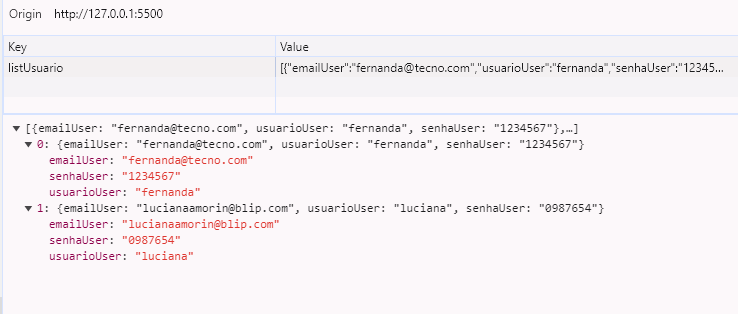 Origin http://127.0.0.1:5500
Key Value
listUsuario [{"emailUser":"fernanda@tecno.com","usuarioUser":"fernanda","senhaUser":"12345...
▼ [{emailUser: "fernanda@tecno.com", usuarioUser: "fernanda", senhaUser: "1234567"},…]
▼ 0: {emailUser: "fernanda@tecno.com", usuarioUser: "fernanda", senhaUser: "1234567"}
emailUser: "fernanda@tecno.com"
senhaUser: "1234567"
usuarioUser: "fernanda"
▼ 1: {emailUser: "lucianaamorin@blip.com", usuarioUser: "luciana", senhaUser: "0987654"}
emailUser: "lucianaamorin@blip.com"
senhaUser: "0987654"
usuarioUser: "luciana"